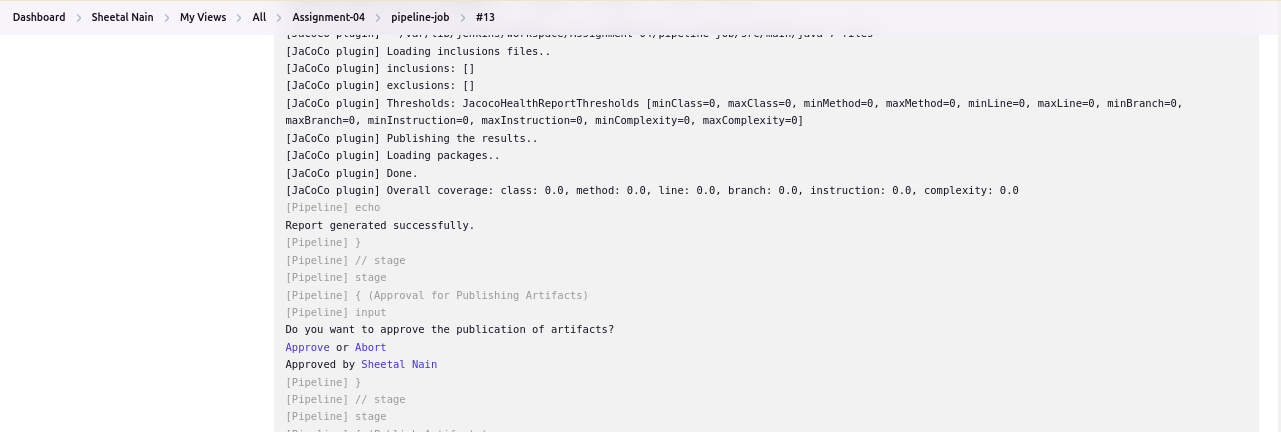 Dashboard > Sheetal Nain > My Views > All > Assignment-04 > pipeline-job > #13
[JaCoCo plugin] Loading inclusions files..
[JaCoCo plugin] inclusions: []
[JaCoCo plugin] exclusions: []
[JaCoCo plugin] Thresholds: JacocoHealthReportThresholds [minClass=0, maxClass=0, minMethod=0, maxMethod=0, minLine=0, maxLine=0, minBranch=0,
maxBranch=0, minInstruction=0, maxInstruction=0, minComplexity=0, maxComplexity=0]
[JaCoCo plugin] Publishing the results..
[JaCoCo plugin] Loading packages..
[JaCoCo plugin] Done.
[JaCoCo plugin] Overall coverage: class: 0.0, method: 0.0, line: 0.0, branch: 0.0, instruction: 0.0, complexity: 0.0
[Pipeline] echo
Report generated successfully.
[Pipeline] }
[Pipeline] // stage
[Pipeline] stage
[Pipeline] { (Approval for Publishing Artifacts)
[Pipeline] input
Do you want to approve the publication of artifacts?
Approve or Abort
Approved by Sheetal Nain
[Pipeline] }
[Pipeline] // stage
[Pipeline] stage